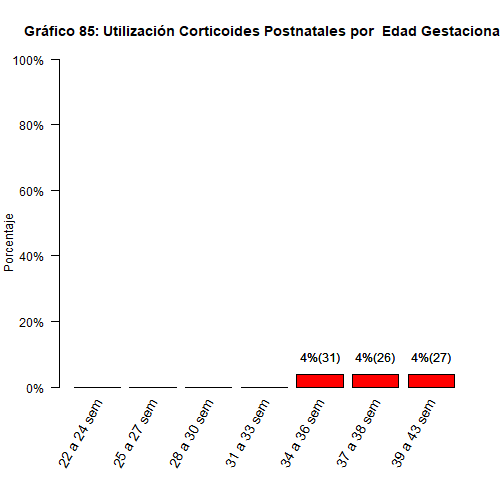 Gráfico 85: Utilización Corticoides Postnatales por  Edad Gestaciona
100%
80%
60%
40%
20%
0%
Porcentaje
4%(31)
4%(26)
4%(27)
22 a 24 sem
25 a 27 sem
28 a 30 sem
31 a 33 sem
34 a 36 sem
37 a 38 sem
39 a 43 sem